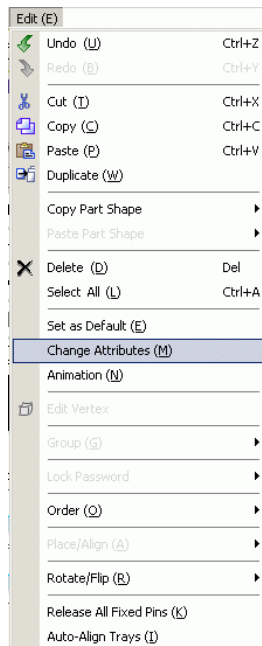 Edit (E)
Undo (U) Ctrl+Z
Redo (B) Ctrl+Y
Cut (T) Ctrl+X
Copy (C) Ctrl+C
Paste (P) Ctrl+V
Duplicate (W)
Copy Part Shape
Paste Part Shape
Delete (D) Del
Select All (L) Ctrl+A
Set as Default (E)
Change Attributes (M)
Animation (N)
Edit Vertex
Group (G)
Lock Password
Order (O)
Place/Align (A)
Rotate/Flip (R)
Release All Fixed Pins (K)
Auto-Align Trays (I)